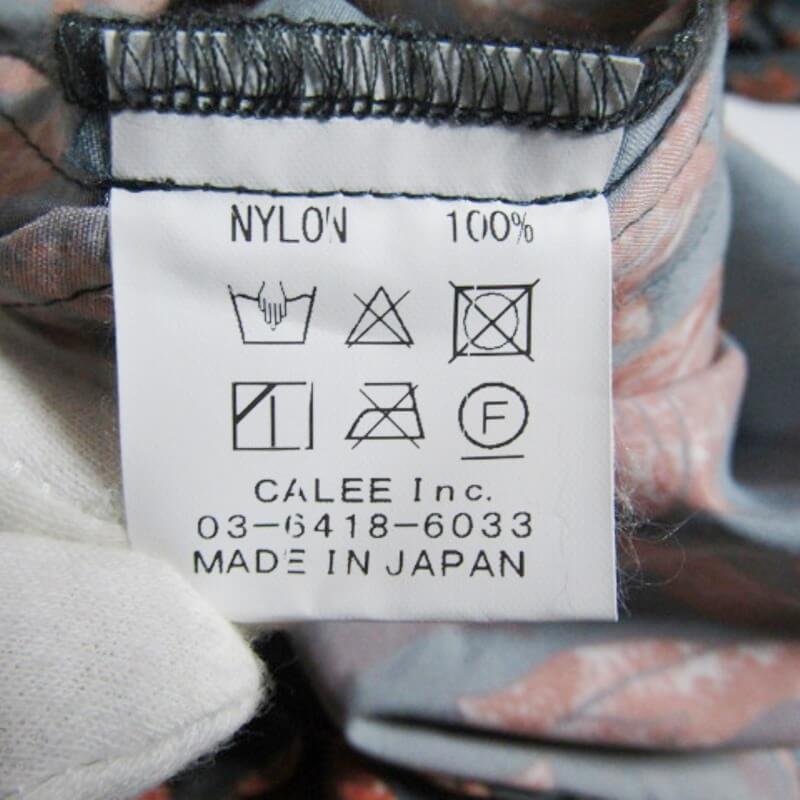 NYLON 100%
F
CALEE Inc.
03-6418-6033
MADE IN JAPAN